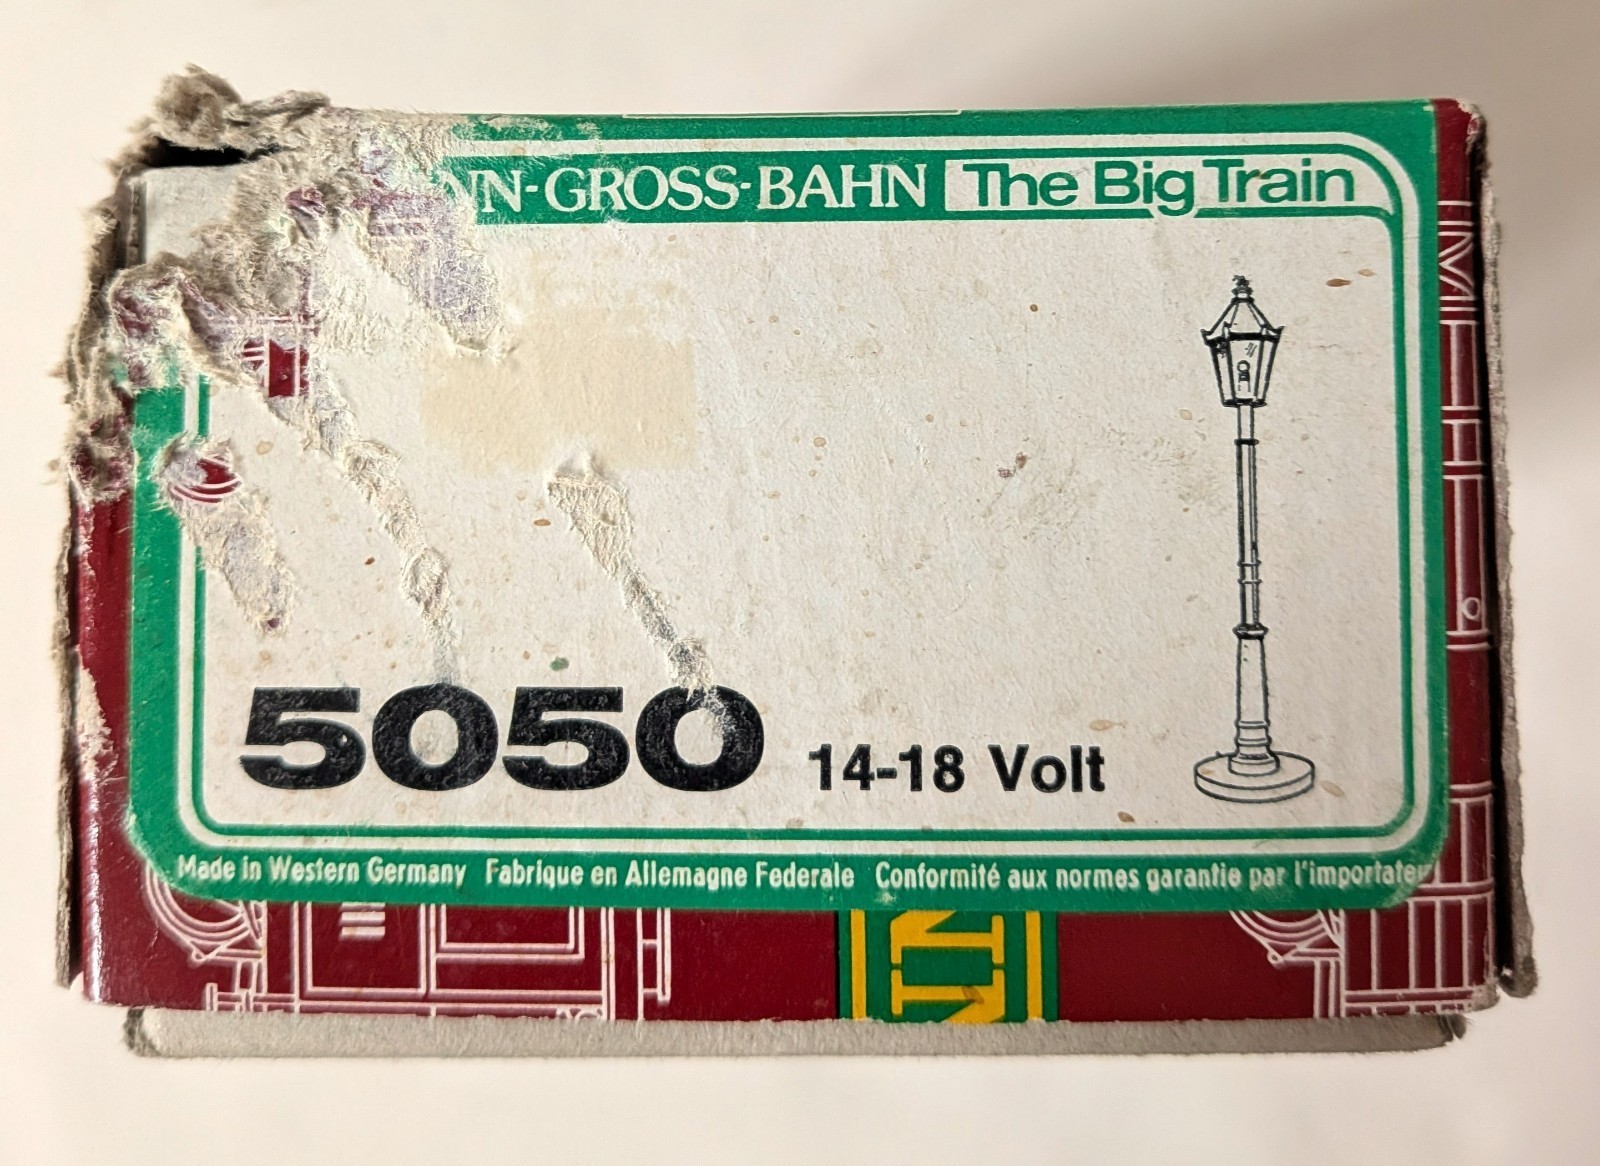 NN-GROSS-BAHN The Big Train
5050 14-18 Volt
Made in Western Germany Fabrique en Allemagne Federale Conformité aux normes garantie par l'importateur